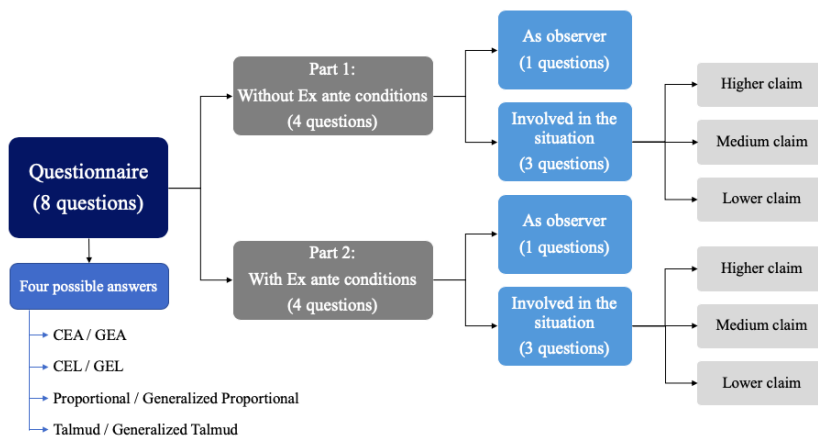 Questionnaire
(8 questions)
Four possible answers
CEA / GEA
CEL / GEL
Proportional / Generalized Proportional
Talmud / Generalized Talmud
Part 1:
Without Ex ante conditions
(4 questions)
As observer
(1 questions)
Involved in the
situation
(3 questions)
Higher claim
Medium claim
Lower claim
Part 2:
With Ex ante conditions
(4 questions)
As observer
(1 questions)
Involved in the
situation
(3 questions)
Higher claim
Medium claim
Lower claim